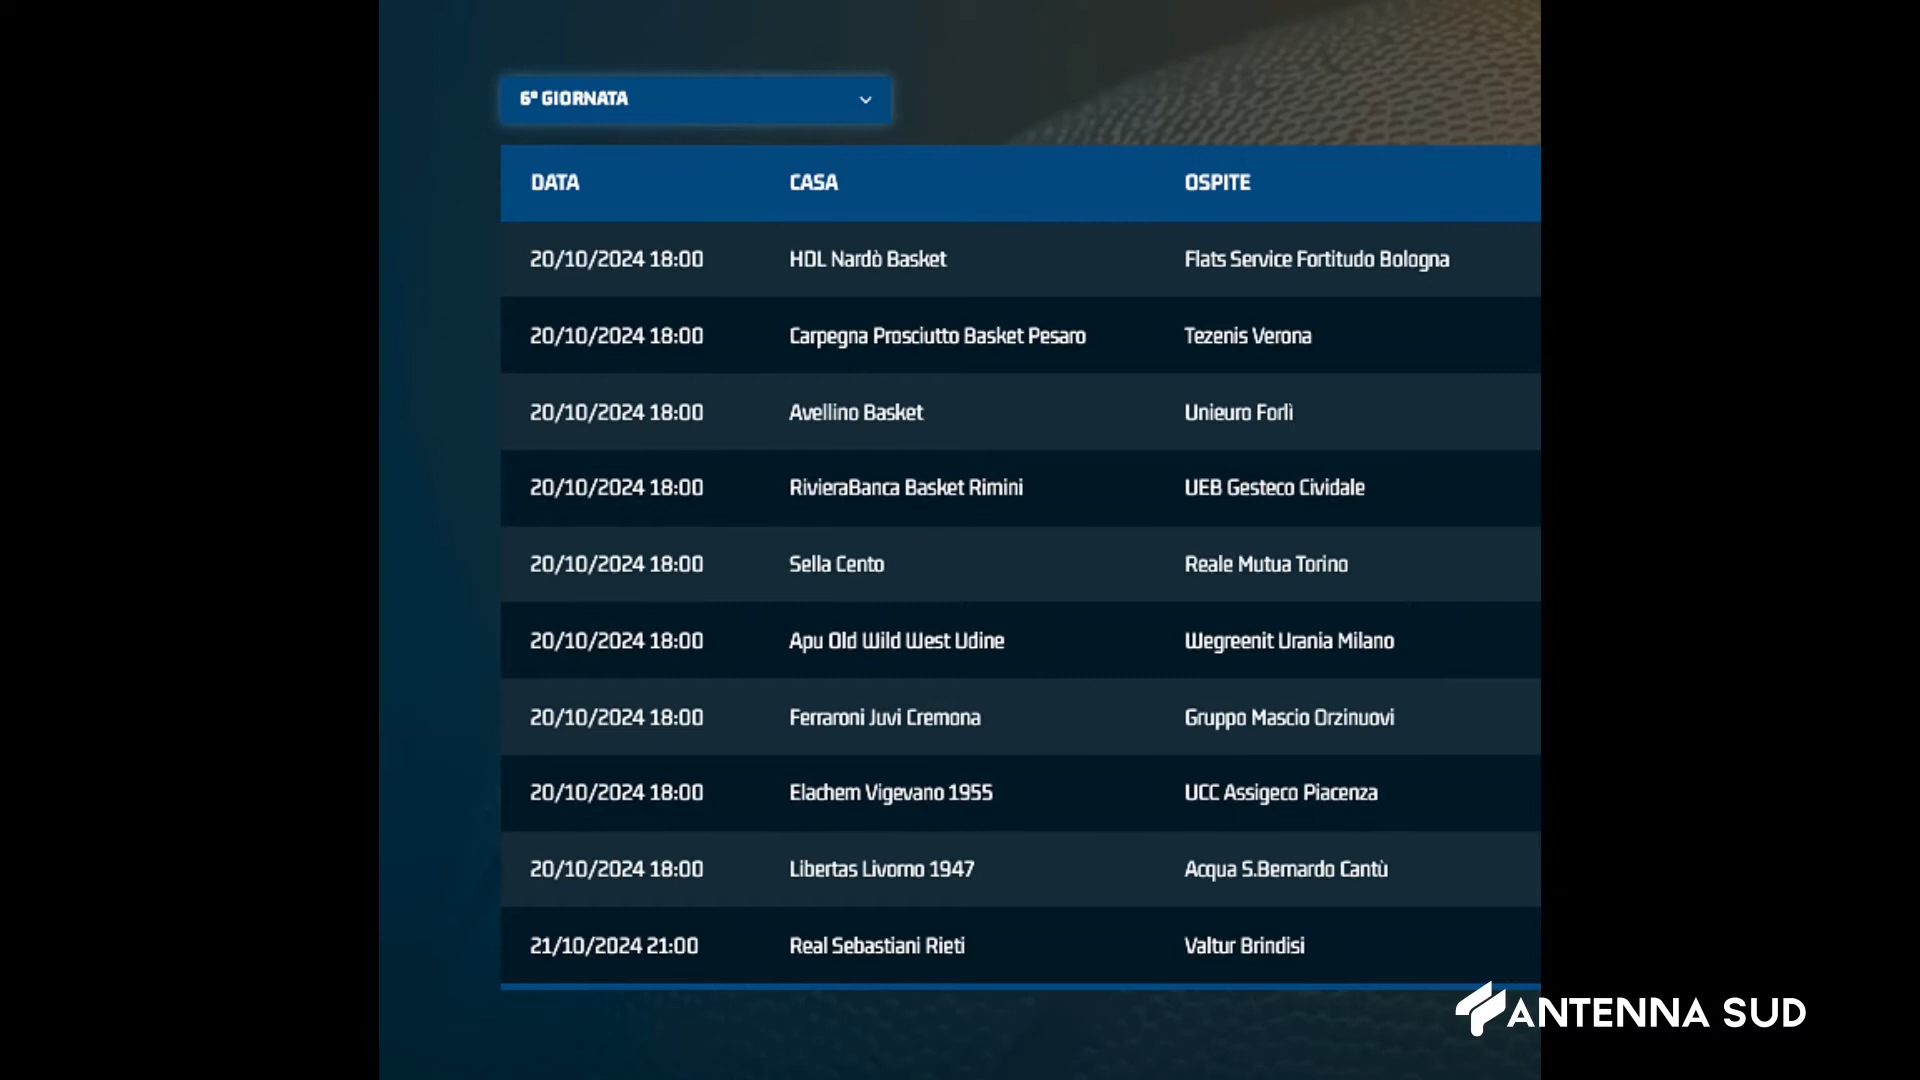 6ª GIORNATA
DATA CASA OSPITE
20/10/2024 18:00 HDL Nardò Basket Flats Service Fortitudo Bologna
20/10/2024 18:00 Carpegna Prosciutto Basket Pesaro Tezenis Verona
20/10/2024 18:00 Avellino Basket Unieuro Forlì
20/10/2024 18:00 RivieraBanca Basket Rimini UEB Gesteco Cividale
20/10/2024 18:00 Sella Cento Reale Mutua Torino
20/10/2024 18:00 Apu Old Wild West Udine Wegreenit Urania Milano
20/10/2024 18:00 Ferraroni Juvi Cremona Gruppo Mascio Orzinuovi
20/10/2024 18:00 Elachem Vigevano 1955 UCC Assigeco Piacenza
20/10/2024 18:00 Libertas Livorno 1947 Acqua S.Bernardo Cantù
21/10/2024 21:00 Real Sebastiani Rieti Valtur Brindisi
ANTENNA SUD